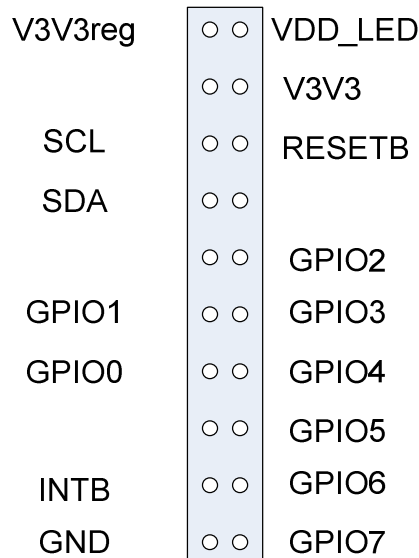 V3V3reg VDD_LED
V3V3
SCL RESETB
SDA
GPIO2
GPIO1 GPIO3
GPIO0 GPIO4
GPIO5
INTB GPIO6
GND GPIO7